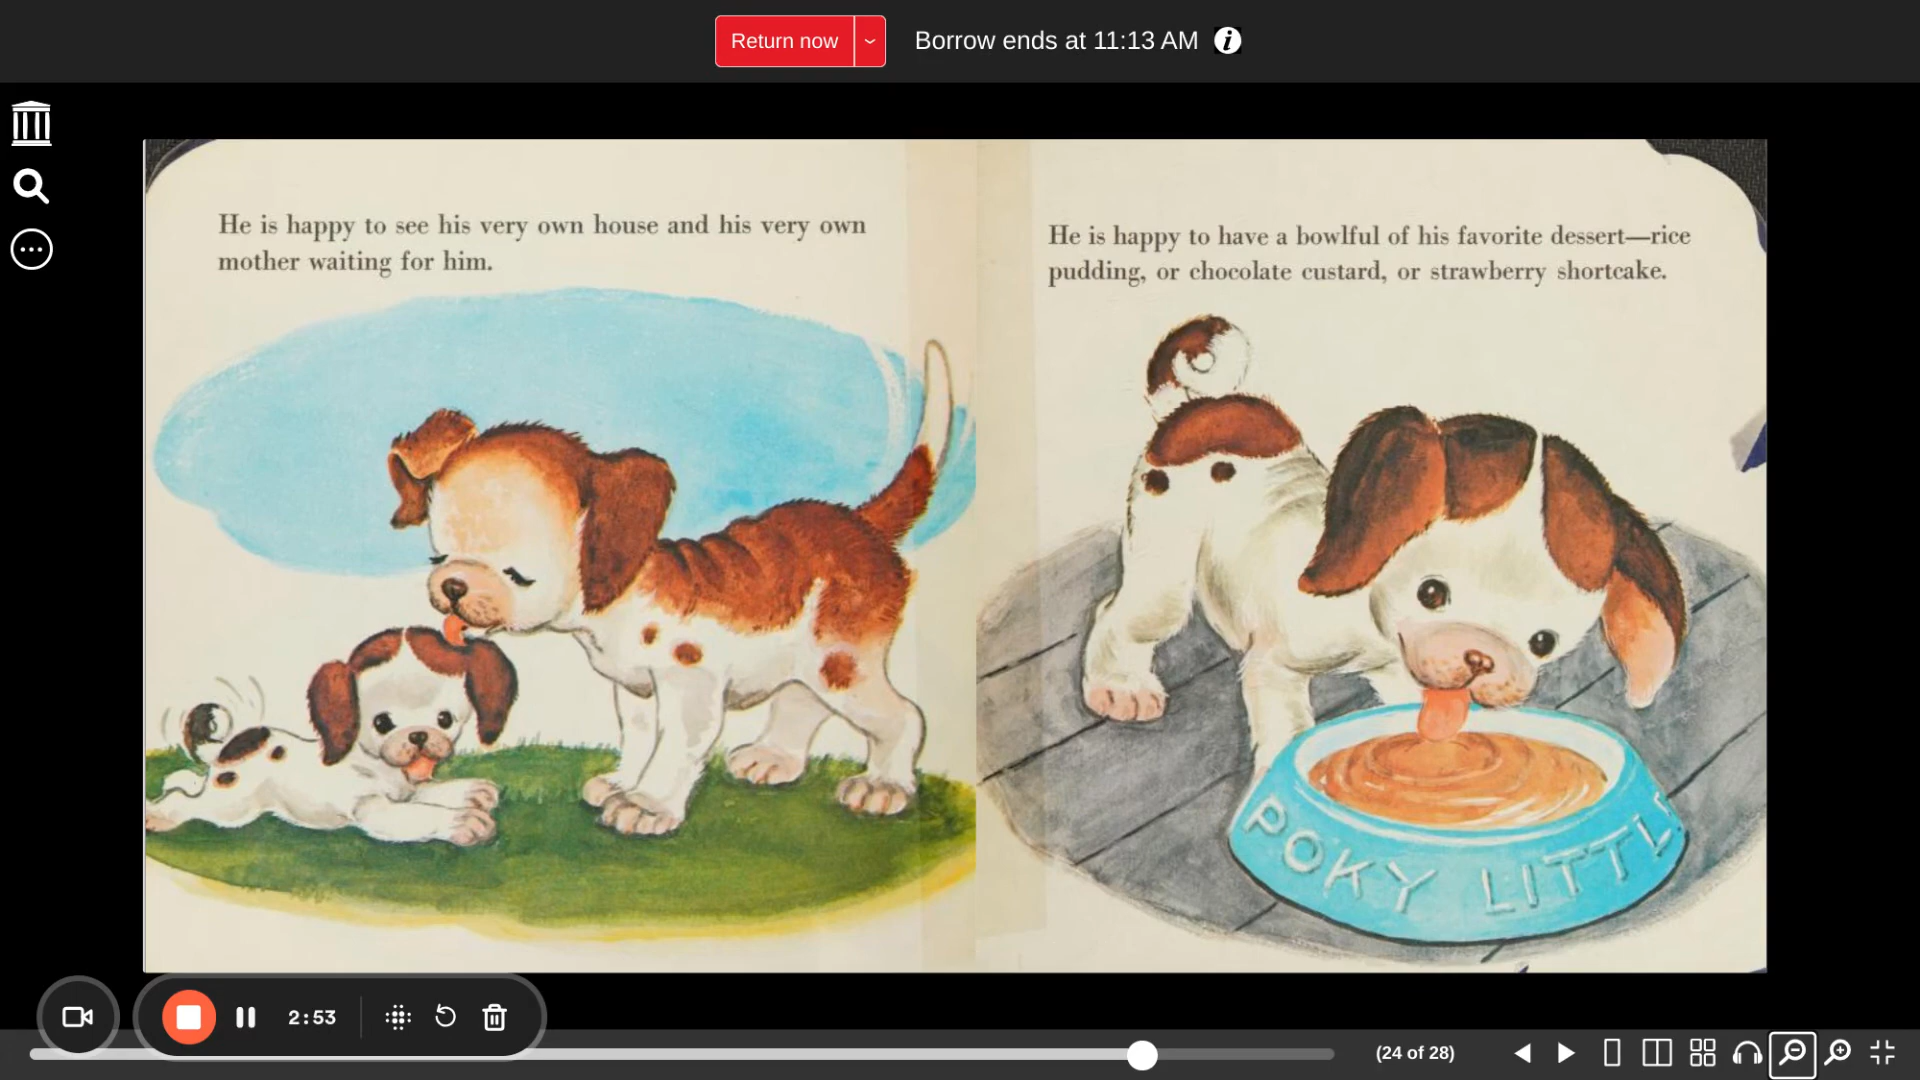 Return now
Borrow ends at 11:13 AM
He is happy to see his very own house and his very own
mother waiting for him.
He is happy to have a bowlful of his favorite dessert—rice
pudding, or chocolate custard, or strawberry shortcake.
POKY LITTL
2:53
(24 of 28)